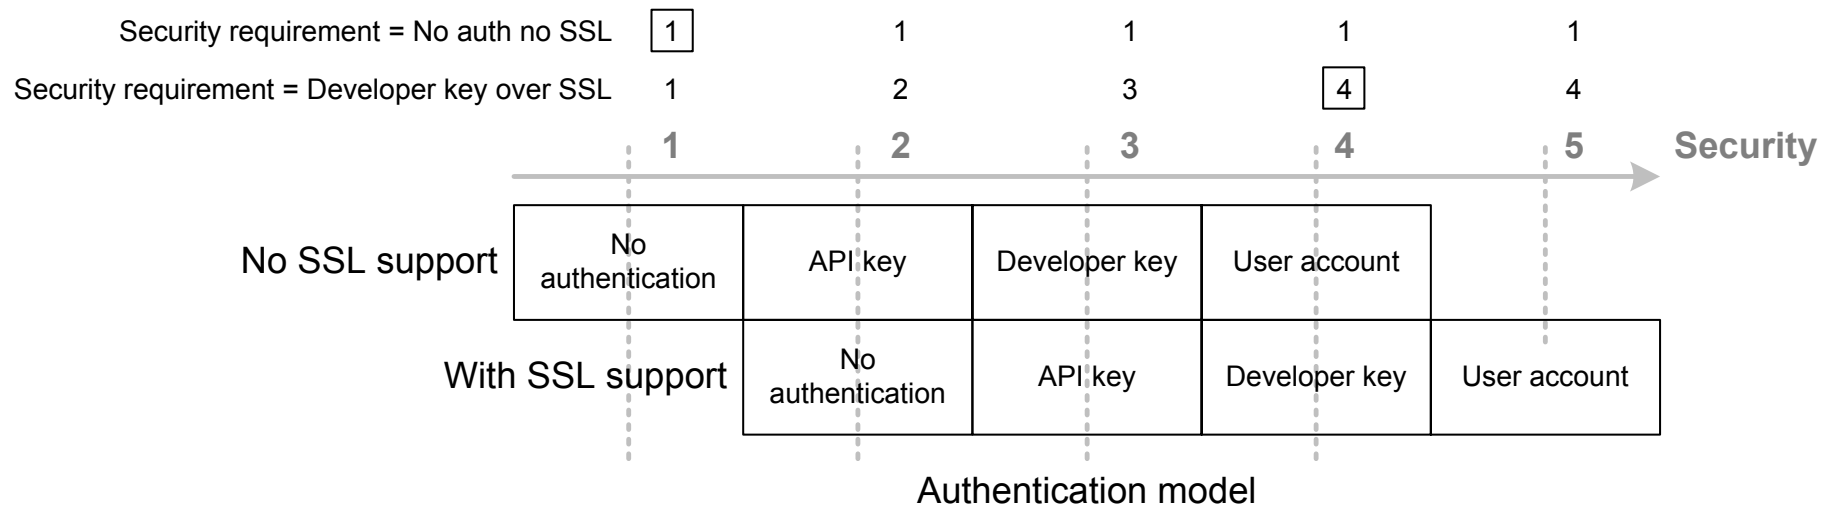 Security requirement = No auth no SSL 1 1 1 1 1
Security requirement = Developer key over SSL 1 2 3 4 4
1 2 3 4 5 Security
No SSL support
No
authentication
API key
Developer key
User account
With SSL support
No
authentication
API key
Developer key
User account
Authentication model